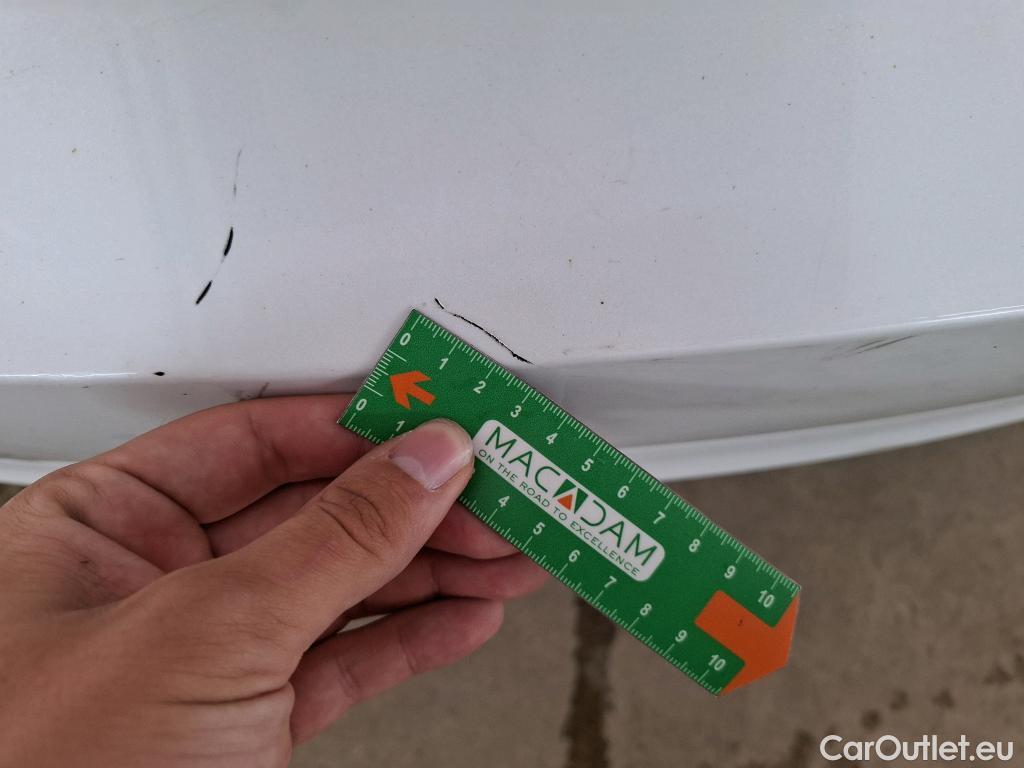 0 1 2 3 4 5 6 7 8 9 10
MACADAM
ON THE ROAD TO EXCELLENCE
0 1 4 5 6 7 8 9 10
CarOutlet.eu